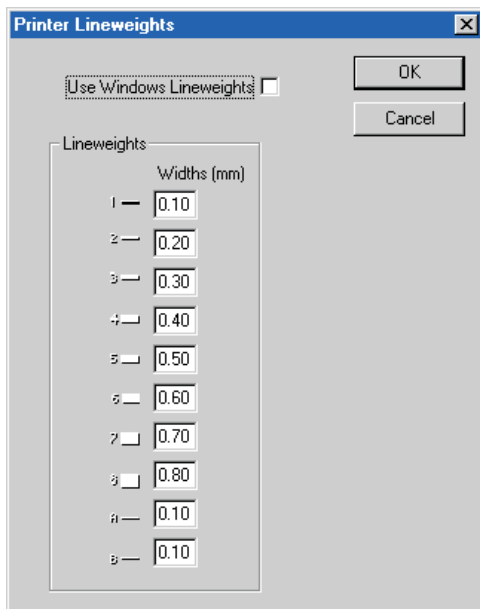 Printer Lineweights
Use Windows Lineweights
OK
Cancel
Lineweights
Widths (mm)
1 0.10
2 0.20
3 0.30
4 0.40
5 0.50
6 0.60
7 0.70
8 0.80
A 0.10
B 0.10